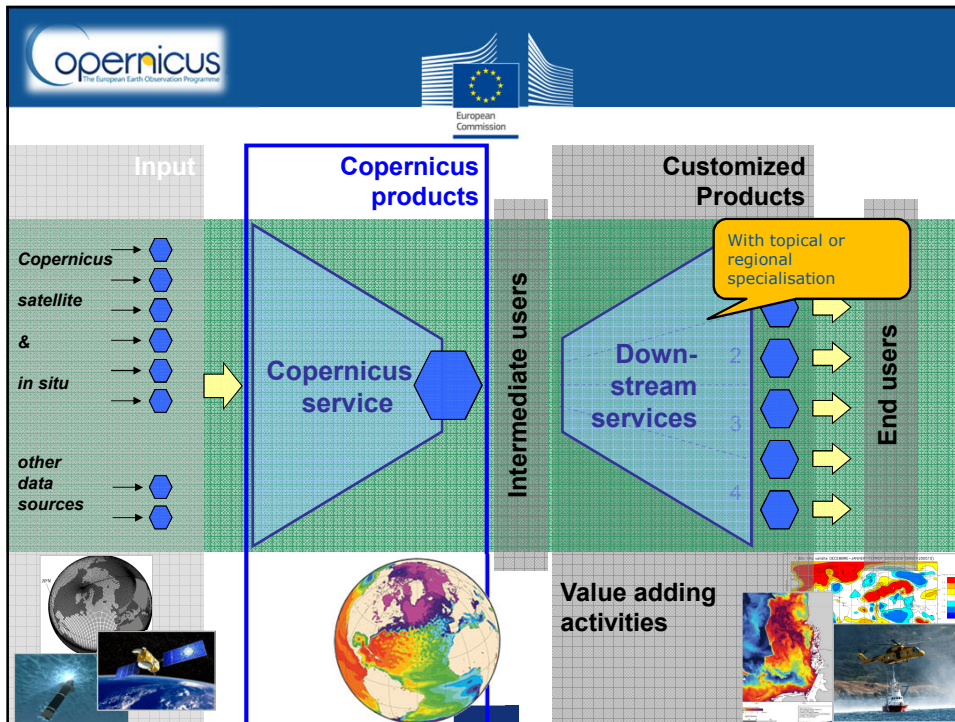 Copernicus
The European Earth Observation Programme
European
Commission
Input
Copernicus
products
Customized
Products
With topical or
regional
specialisation
Copernicus
satellite
&
in situ
other
data
sources
Copernicus
service
Intermediate users
Down-
stream
services
2
3
4
End users
Value adding
activities